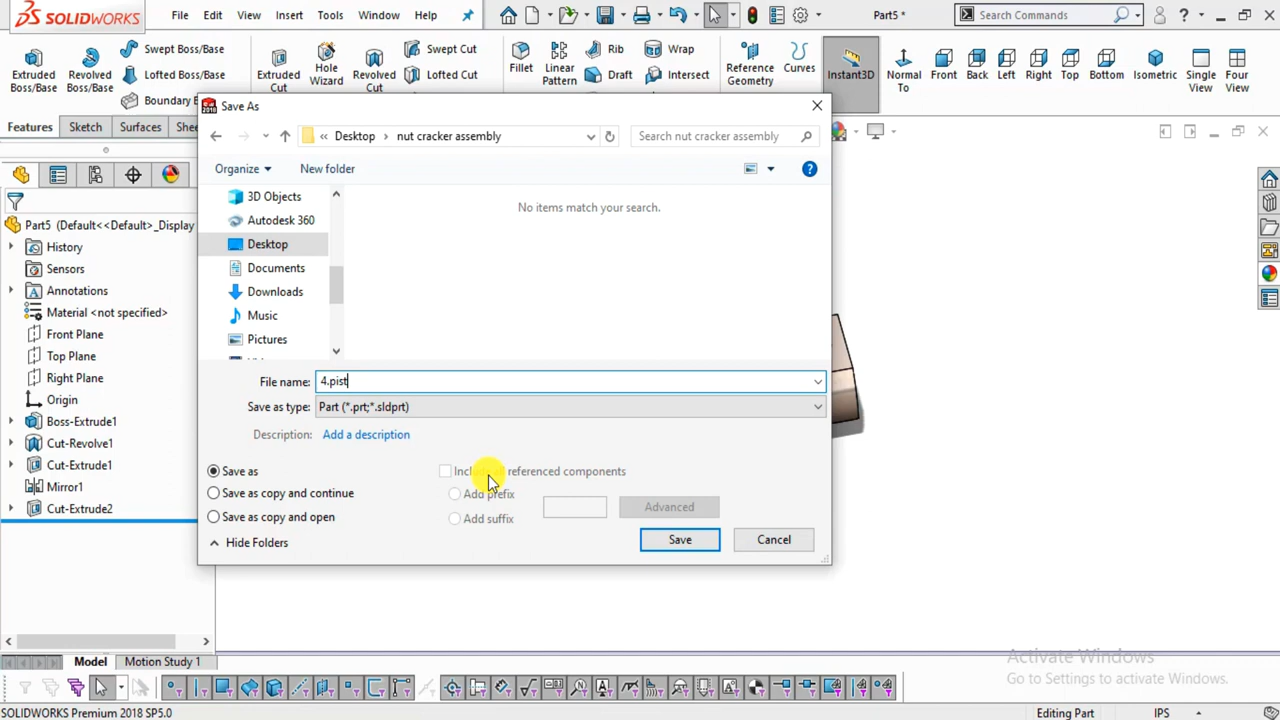 SOLIDWORKS File Edit View Insert Tools Window Help Part5 * Search Commands
Extruded Boss/Base
Revolved Boss/Base
Swept Boss/Base
Lofted Boss/Base
Boundary
Extruded Cut
Hole Wizard
Revolved Cut
Swept Cut
Lofted Cut
Fillet
Linear Pattern
Rib
Draft
Wrap
Intersect
Reference Geometry
Curves
Instant3D
Normal To
Front
Back
Left
Right
Top
Bottom
Isometric
Single View
Four View
Features Sketch Surfaces
Save As
« Desktop › nut cracker assembly
Search nut cracker assembly
Organize New folder
3D Objects
Autodesk 360
Desktop
Documents
Downloads
Music
Pictures
No items match your search.
File name: 4.pist
Save as type: Part (*.prt;*.sldprt)
Description: Add a description
Save as
Save as copy and continue
Save as copy and open
referenced components
Add prefix
Add suffix
Advanced
Hide Folders
Save
Cancel
Part5 (Default<<Default>_Display
History
Sensors
Annotations
Material <not specified>
Front Plane
Top Plane
Right Plane
Origin
Boss-Extrude1
Cut-Revolve1
Cut-Extrude1
Mirror1
Cut-Extrude2
Model Motion Study 1
Activate Windows
Go to Settings to activate Windows.
SOLIDWORKS Premium 2018 SP5.0
Editing Part
IPS